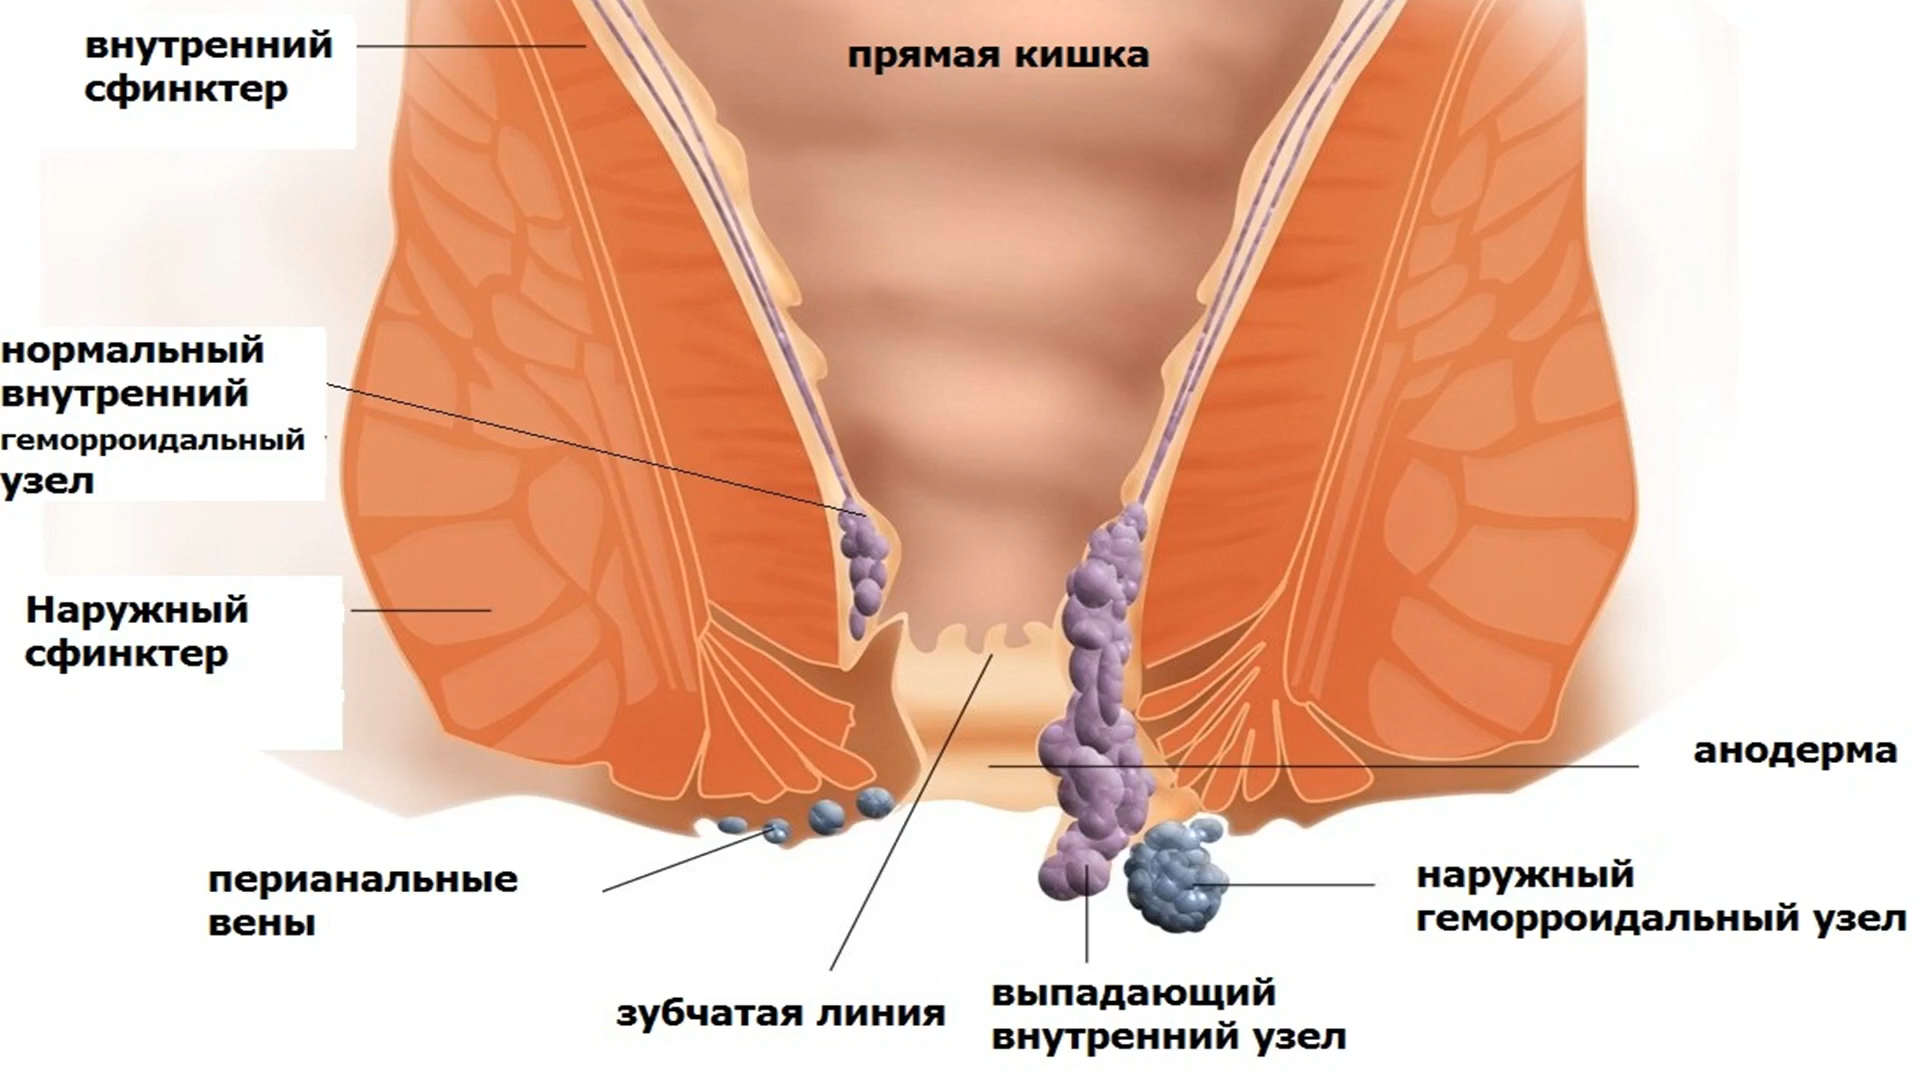 внутренний
сфинктер
прямая кишка
нормальный
внутренний
геморроидальный
узел
Наружный
сфинктер
анодерма
перианальные
вены
наружный
геморроидальный узел
зубчатая линия
выпадающий
внутренний узел